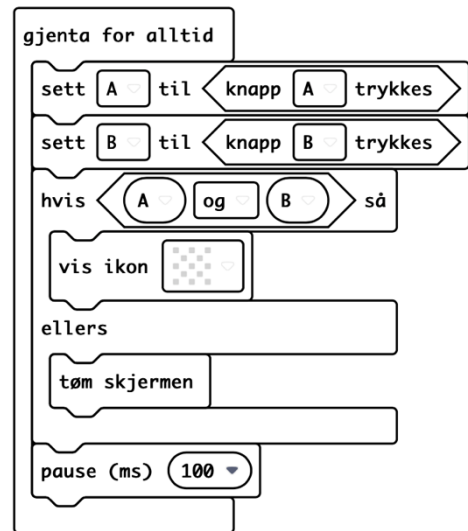 gjenta for alltid
sett A til knapp A trykkes
sett B til knapp B trykkes
hvis A og B så
vis ikon
ellers
tøm skjermen
pause (ms) 100